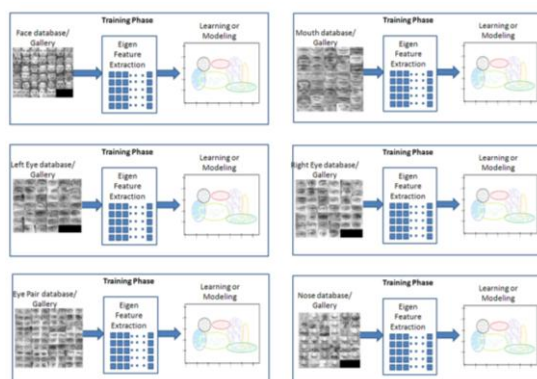 Training Phase
Face database/
Gallery
Eigen
Feature
Extraction
Learning or
Modeling
Training Phase
Mouth database/
Gallery
Eigen
Feature
Extraction
Learning or
Modeling
Training Phase
Left Eye database/
Gallery
Eigen
Feature
Extraction
Learning or
Modeling
Training Phase
Right Eye database/
Gallery
Eigen
Feature
Extraction
Learning or
Modeling
Training Phase
Eye Pair database/
Gallery
Eigen
Feature
Extraction
Learning or
Modeling
Training Phase
Nose database/
Gallery
Eigen
Feature
Extraction
Learning or
Modeling